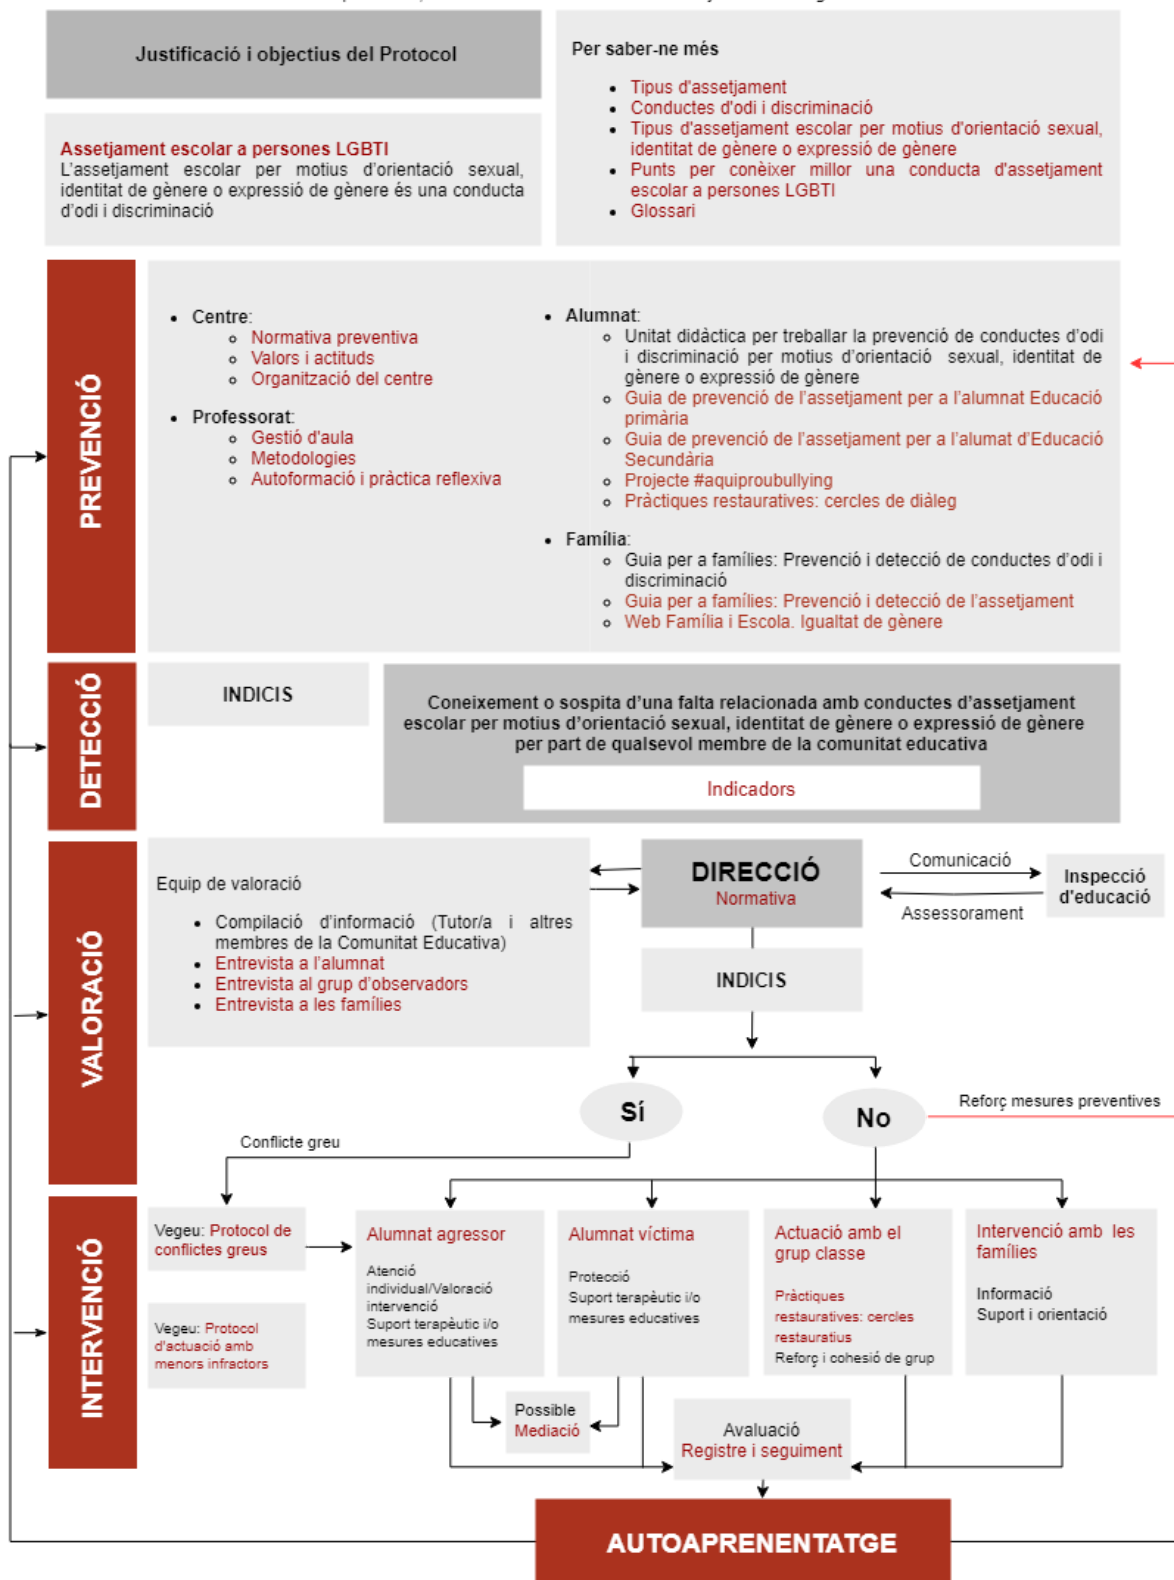 Justificació i objectius del Protocol
Assetjament escolar a persones LGBTI
L'assetjament escolar per motius d'orientació sexual,
identitat de gènere o expressió de gènere és una conducta
d'odi i discriminació
Per saber-ne més
Tipus d'assetjament
Conductes d'odi i discriminació
Tipus d'assetjament escolar per motius d'orientació sexual,
identitat de gènere o expressió de gènere
Punts per conèixer millor una conducta d'assetjament
escolar a persones LGBTI
Glossari
PREVENCIÓ
Centre:
Normativa preventiva
Valors i actituds
Organització del centre
Professorat:
Gestió d'aula
Metodologies
Autoformació i pràctica reflexiva
Alumnat:
Unitat didàctica per treballar la prevenció de conductes d'odi
i discriminació per motius d'orientació sexual, identitat de
gènere o expressió de gènere
Guia de prevenció de l'assetjament per a l'alumnat Educació
primària
Guia de prevenció de l'assetjament per a l'alumat d'Educació
Secundària
Projecte #aquiproubullying
Pràctiques restauratives: cercles de diàleg
Família:
Guia per a famílies: Prevenció i detecció de conductes d'odi i
discriminació
Guia per a famílies: Prevenció i detecció de l'assetjament
Web Família i Escola. Igualtat de gènere
DETECCIÓ
INDICIS
Coneixement o sospita d'una falta relacionada amb conductes d'assetjament
escolar per motius d'orientació sexual, identitat de gènere o expressió de gènere
per part de qualsevol membre de la comunitat educativa
Indicadors
VALORACIÓ
Equip de valoració
Compilació d'informació (Tutor/a i altres
membres de la Comunitat Educativa)
Entrevista a l'alumnat
Entrevista al grup d'observadors
Entrevista a les famílies
DIRECCIÓ
Normativa
Comunicació
Assessorament
Inspecció
d'educació
INDICIS
Sí
No
Reforç mesures preventives
Conflicte greu
INTERVENCIÓ
Vegeu: Protocol de
conflictes greus
Vegeu: Protocol
d'actuació amb
menors infractors
Alumnat agressor
Atenció
individual/Valoració
intervenció
Suport terapèutic i/o
mesures educatives
Alumnat víctima
Protecció
Suport terapèutic i/o
mesures educatives
Actuació amb el
grup classe
Pràctiques
restauratives: cercles
restauratius
Reforç i cohesió de grup
Intervenció amb les
famílies
Informació
Suport i orientació
Possible
Mediació
Avaluació
Registre i seguiment
AUTOAPRENENTATGE